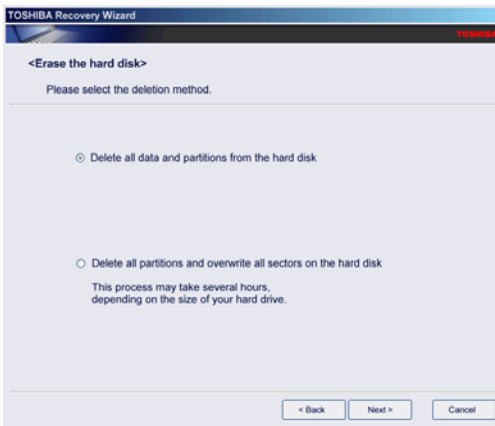 TOSHIBA Recovery Wizard
TOSHIBA
<Erase the hard disk>
Please select the deletion method.
Delete all data and partitions from the hard disk
Delete all partitions and overwrite all sectors on the hard disk
This process may take several hours,
depending on the size of your hard drive.
< Back Next > Cancel